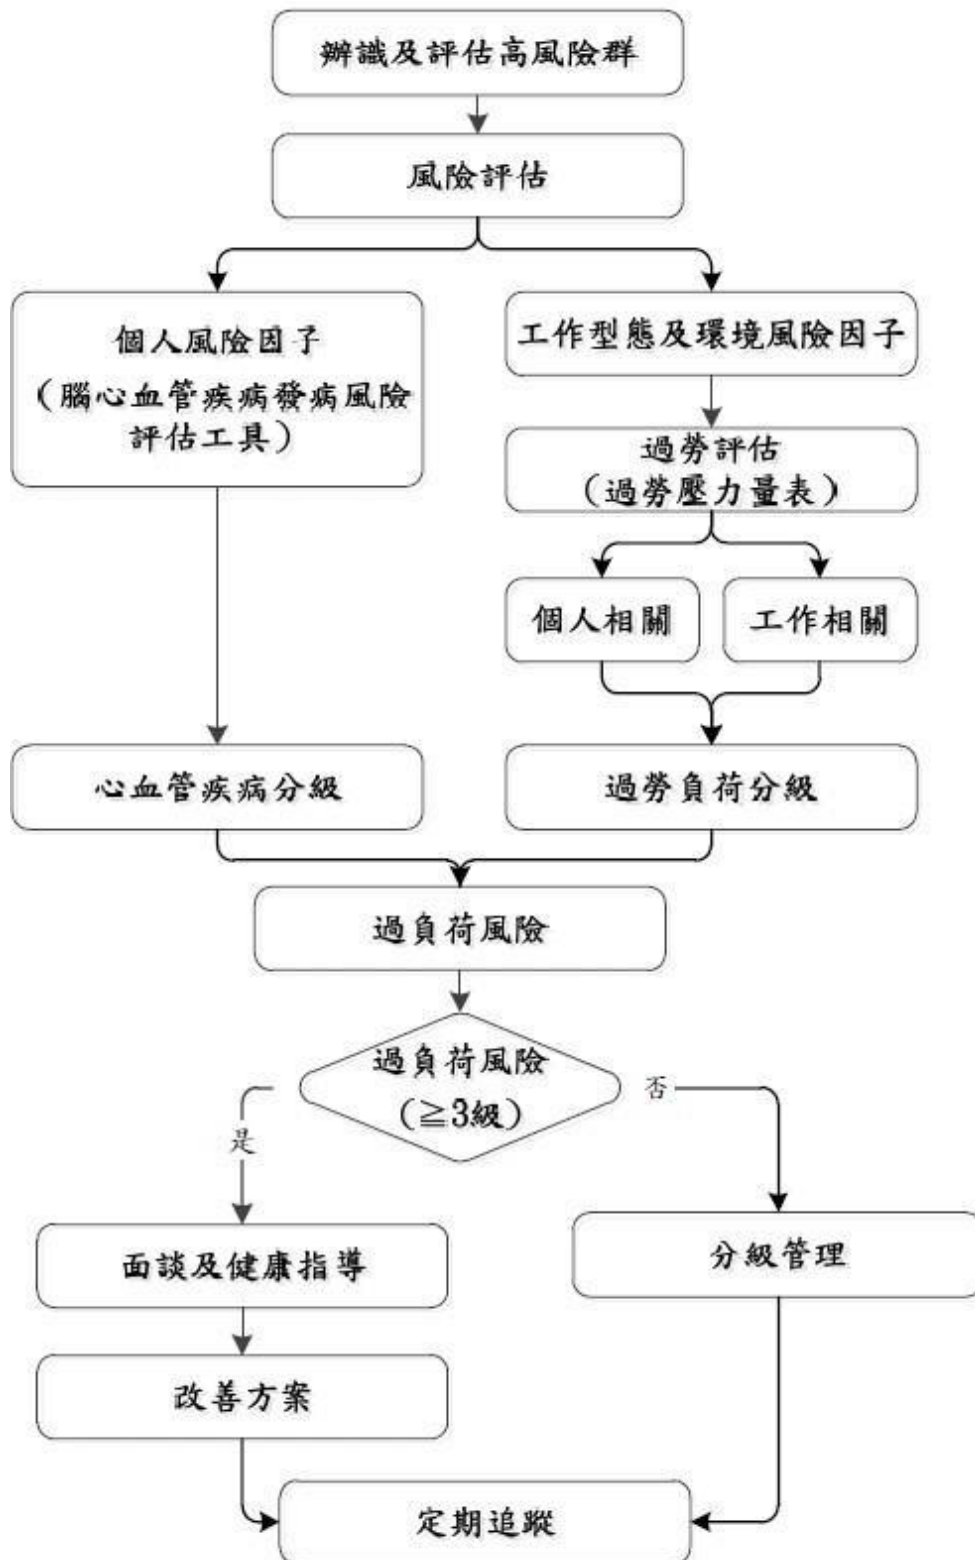 辦識及評估高風險群
風險評估
個人風險因子
（腦心血管疾病發病風險
評估工具）
工作型態及環境風險因子
過勞評估
（過勞壓力量表）
個人相關
工作相關
心血管疾病分級
過勞負荷分級
過負荷風險
過負荷風險
（≧3級）
是
否
面談及健康指導
分級管理
改善方案
定期追蹤